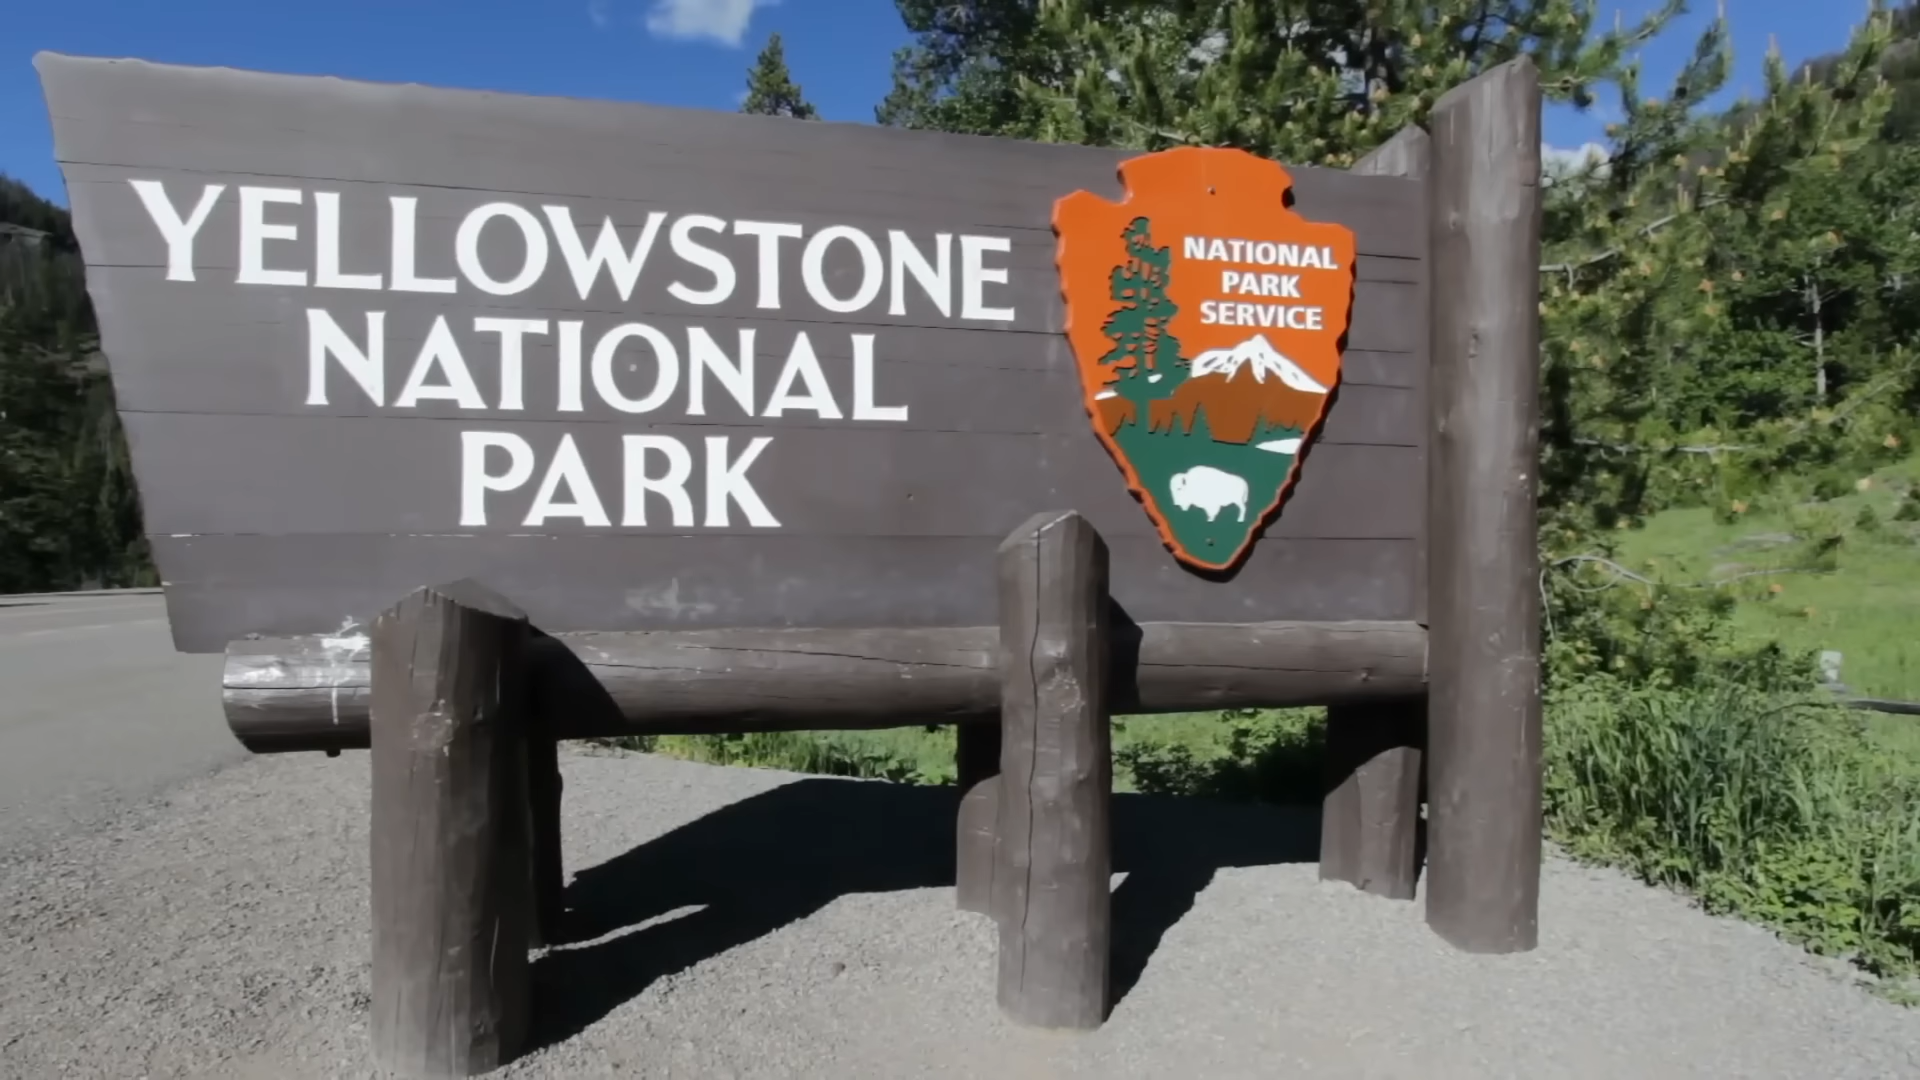 YELLOWSTONE
NATIONAL
PARK
NATIONAL
PARK
SERVICE